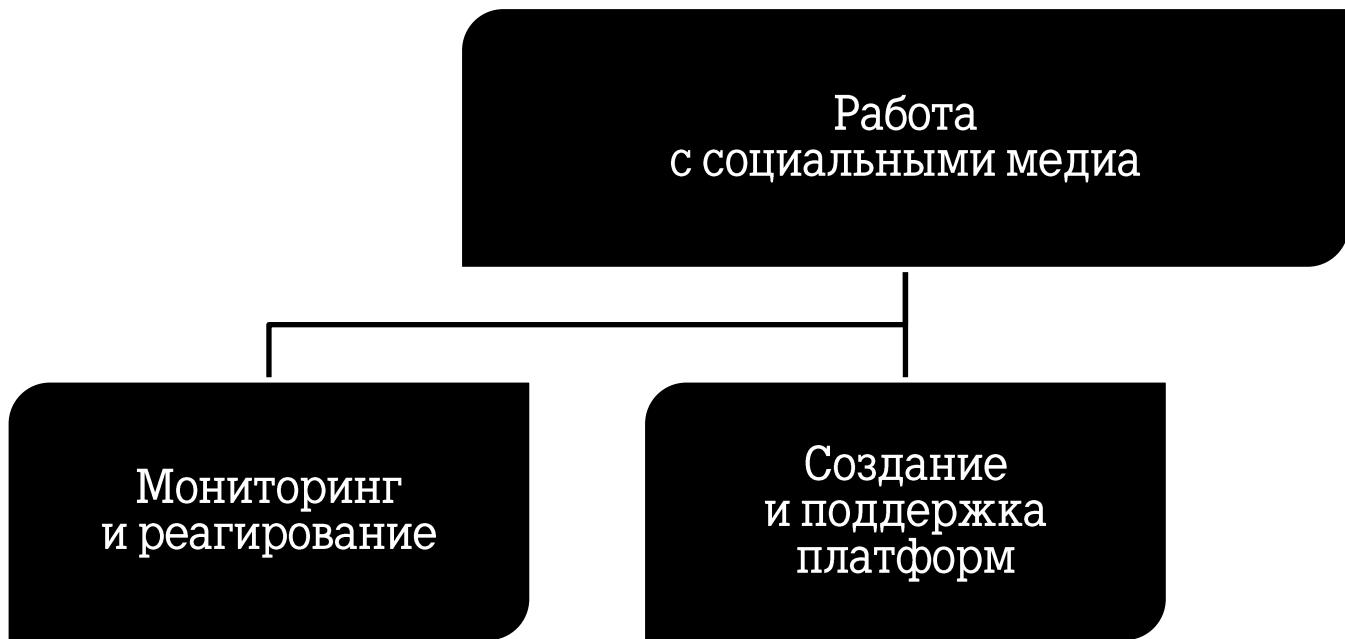 Работа
с социальными медиа
Мониторинг
и реагирование
Создание
и поддержка
платформ